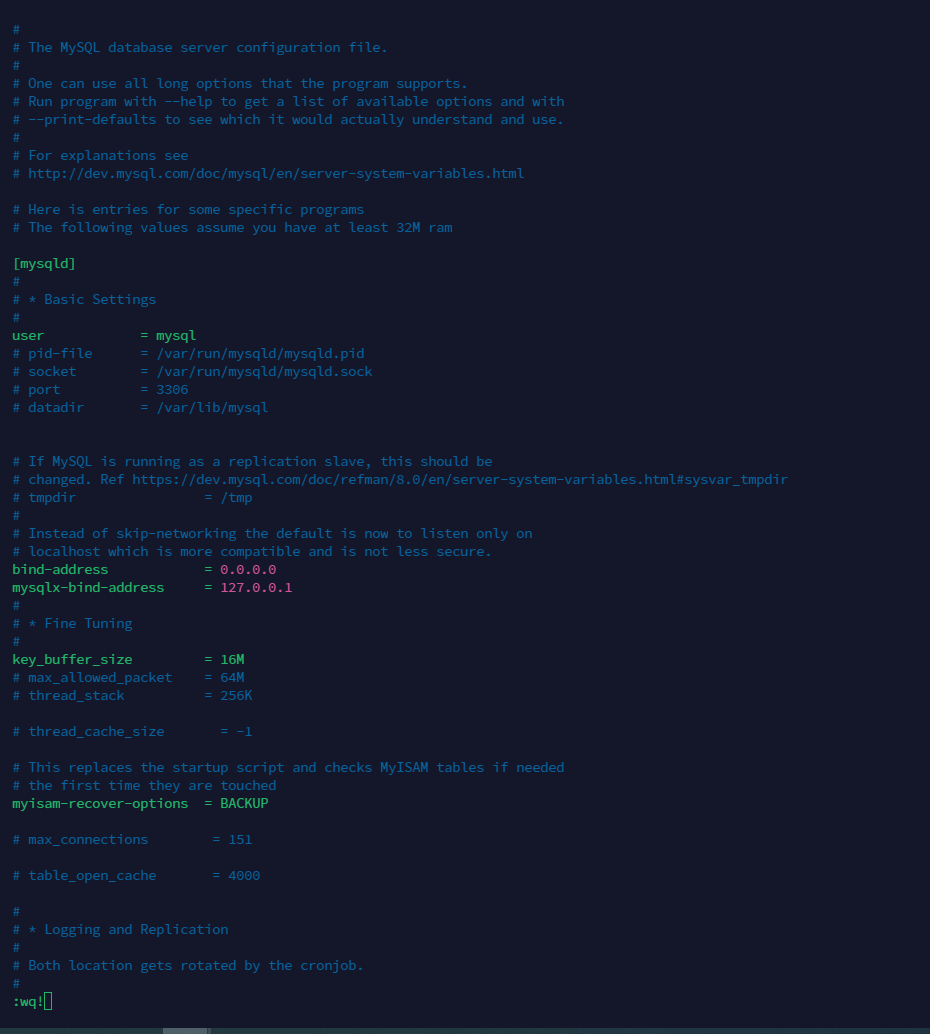 #
# The MySQL database server configuration file.
#
# One can use all long options that the program supports.
# Run program with --help to get a list of available options and with
# --print-defaults to see which it would actually understand and use.
#
# For explanations see
# http://dev.mysql.com/doc/mysql/en/server-system-variables.html
# Here is entries for some specific programs
# The following values assume you have at least 32M ram
[mysqld]
#
# * Basic Settings
#
user            = mysql
# pid-file      = /var/run/mysqld/mysqld.pid
# socket        = /var/run/mysqld/mysqld.sock
# port          = 3306
# datadir       = /var/lib/mysql
# If MySQL is running as a replication slave, this should be
# changed. Ref https://dev.mysql.com/doc/refman/8.0/en/server-system-variables.html#sysvar_tmpdir
# tmpdir                = /tmp
#
# Instead of skip-networking the default is now to listen only on
# localhost which is more compatible and is not less secure.
bind-address            = 0.0.0.0
mysqlx-bind-address     = 127.0.0.1
#
# * Fine Tuning
#
key_buffer_size         = 16M
# max_allowed_packet    = 64M
# thread_stack          = 256K
# thread_cache_size       = -1
# This replaces the startup script and checks MyISAM tables if needed
# the first time they are touched
myisam-recover-options  = BACKUP
# max_connections        = 151
# table_open_cache       = 4000
#
# * Logging and Replication
#
# Both location gets rotated by the cronjob.
#
:wq!